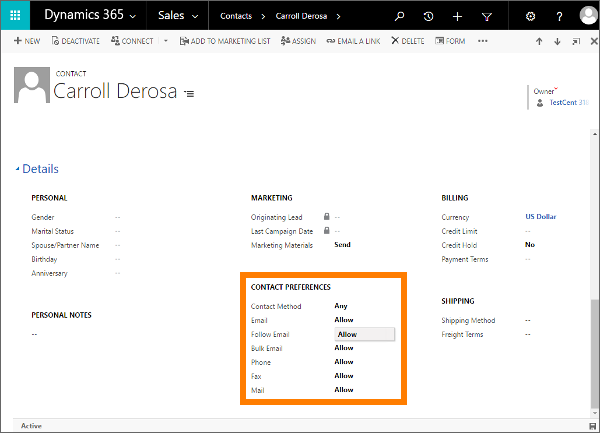 Dynamics 365 Sales Contacts > Carroll Derosa >
NEW DEACTIVATE CONNECT ADD TO MARKETING LIST ASSIGN EMAIL A LINK DELETE FORM
CONTACT
Carroll Derosa
Owner*
Details
PERSONAL
Gender --
Marital Status --
Spouse/Partner Name --
Birthday --
Anniversary --
PERSONAL NOTES
--
MARKETING
Originating Lead --
Last Campaign Date --
Marketing Materials Send
CONTACT PREFERENCES
Contact Method Any
Email Allow
Follow Email Allow
Bulk Email Allow
Phone Allow
Fax Allow
Mail Allow
BILLING
Currency US Dollar
Credit Limit --
Credit Hold No
Payment Terms --
SHIPPING
Shipping Method --
Freight Terms --
Active